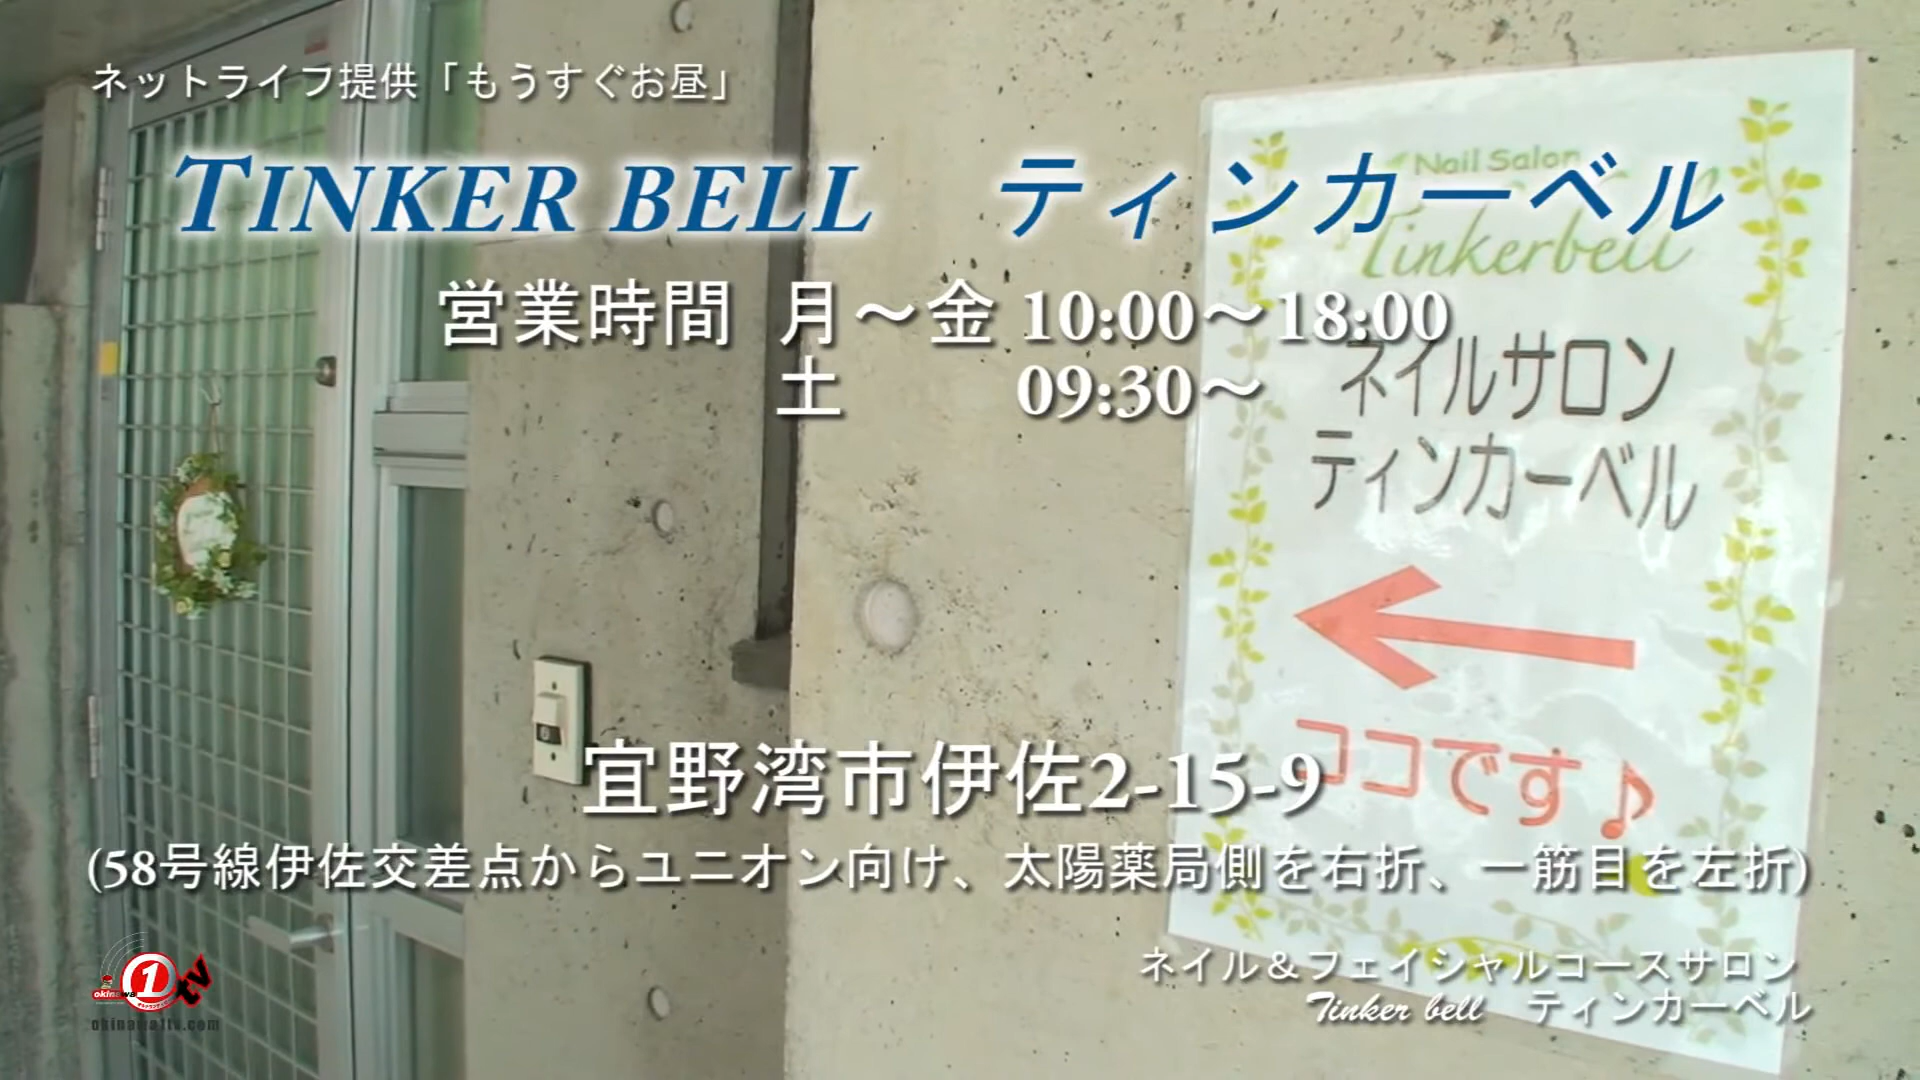 ネットライフ提供「もうすぐお昼」
TINKER BELL　ティンカーベル
営業時間 月～金 10:00～18:00
土 09:30～
Nail Salon
Tinkerbell
ネイルサロン
ティンカーベル
ココです♪
宜野湾市伊佐2-15-9
(58号線伊佐交差点からユニオン向け、太陽薬局側を右折、一筋目を左折)
ネイル＆フェイシャルコースサロン
Tinker bell　ティンカーベル
okinawa 1 tv